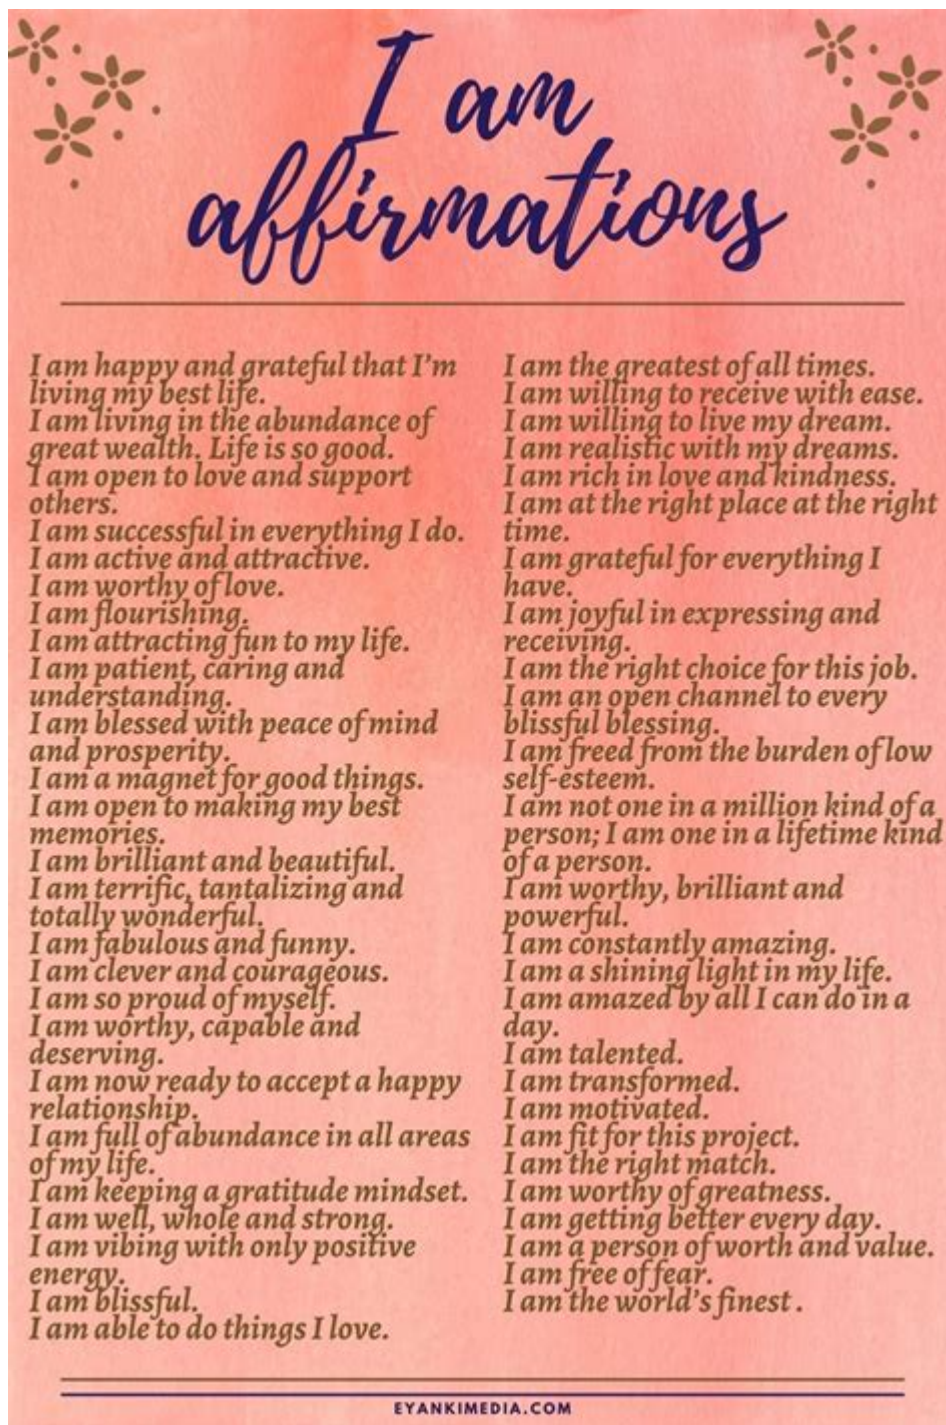 I am
affirmations
I am happy and grateful that I'm
living my best life.
I am living in the abundance of
great wealth. Life is so good.
I am open to love and support
others.
I am successful in everything I do.
I am active and attractive.
I am worthy of love.
I am flourishing.
I am attracting fun to my life.
I am patient, caring and
understanding.
I am blessed with peace of mind
and prosperity.
I am a magnet for good things.
I am open to making my best
memories.
I am brilliant and beautiful.
I am terrific, tantalizing and
totally wonderful.
I am fabulous and funny.
I am clever and courageous.
I am so proud of myself.
I am worthy, capable and
deserving.
I am now ready to accept a happy
relationship.
I am full of abundance in all areas
of my life.
I am keeping a gratitude mindset.
I am well, whole and strong.
I am vibing with only positive
energy.
I am blissful.
I am able to do things I love.
I am the greatest of all times.
I am willing to receive with ease.
I am willing to live my dream.
I am realistic with my dreams.
I am rich in love and kindness.
I am at the right place at the right
time.
I am grateful for everything I
have.
I am joyful in expressing and
receiving.
I am the right choice for this job.
I am an open channel to every
blissful blessing.
I am freed from the burden of low
self-esteem.
I am not one in a million kind of a
person; I am one in a lifetime kind
of a person.
I am worthy, brilliant and
powerful.
I am constantly amazing.
I am a shining light in my life.
I am amazed by all I can do in a
day.
I am talented.
I am transformed.
I am motivated.
I am fit for this project.
I am the right match.
I am worthy of greatness.
I am getting better every day.
I am a person of worth and value.
I am free of fear.
I am the world's finest .
EYANKIMEDIA.COM